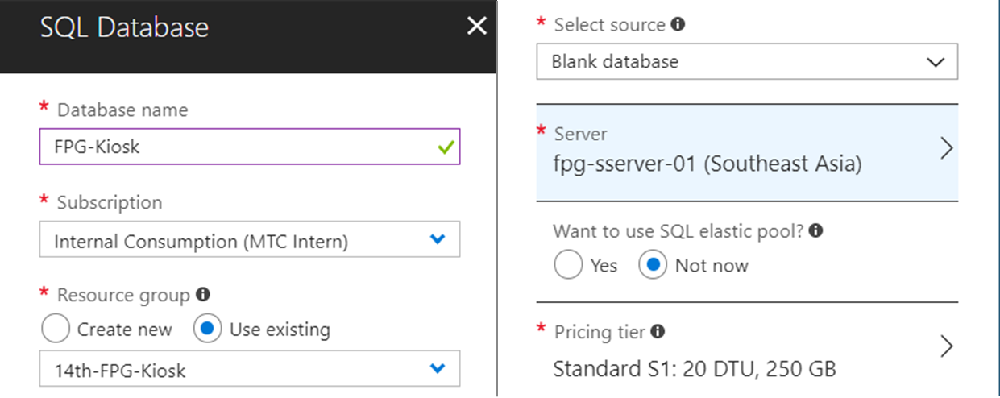 SQL Database
* Database name
FPG-Kiosk
* Subscription
Internal Consumption (MTC Intern)
* Resource group
Create new Use existing
14th-FPG-Kiosk
* Select source
Blank database
* Server
fpg-sserver-01 (Southeast Asia)
Want to use SQL elastic pool?
Yes Not now
* Pricing tier
Standard S1: 20 DTU, 250 GB